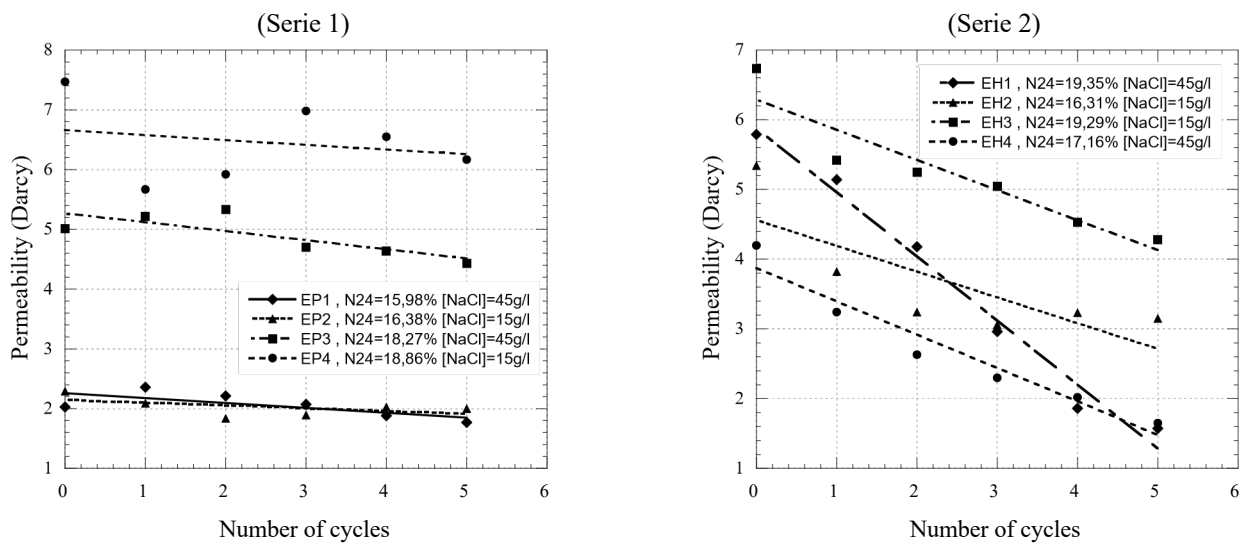 (Serie 1)
8
7
6
5
4
3
2
1
Permeability (Darcy)
EP1 , N24=15,98% [NaCl]=45g/l
EP2 , N24=16,38% [NaCl]=15g/l
EP3 , N24=18,27% [NaCl]=45g/l
EP4 , N24=18,86% [NaCl]=15g/l
0 1 2 3 4 5 6
Number of cycles
(Serie 2)
7
6
5
4
3
2
1
Permeability (Darcy)
EH1 , N24=19,35% [NaCl]=45g/l
EH2 , N24=16,31% [NaCl]=15g/l
EH3 , N24=19,29% [NaCl]=15g/l
EH4 , N24=17,16% [NaCl]=45g/l
0 1 2 3 4 5 6
Number of cycles